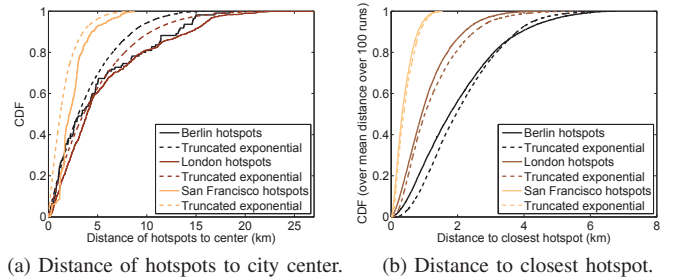 1
0.8
0.6
0.4
0.2
0
CDF
0 5 10 15 20 25
Distance of hotspots to center (km)
Berlin hotspots
Truncated exponential
London hotspots
Truncated exponential
San Francisco hotspots
Truncated exponential
(a) Distance of hotspots to city center.
1
0.8
0.6
0.4
0.2
0
CDF (over mean distance over 100 runs)
0 2 4 6 8
Distance to closest hotspot (km)
Berlin hotspots
Truncated exponential
London hotspots
Truncated exponential
San Francisco hotspots
Truncated exponential
(b) Distance to closest hotspot.